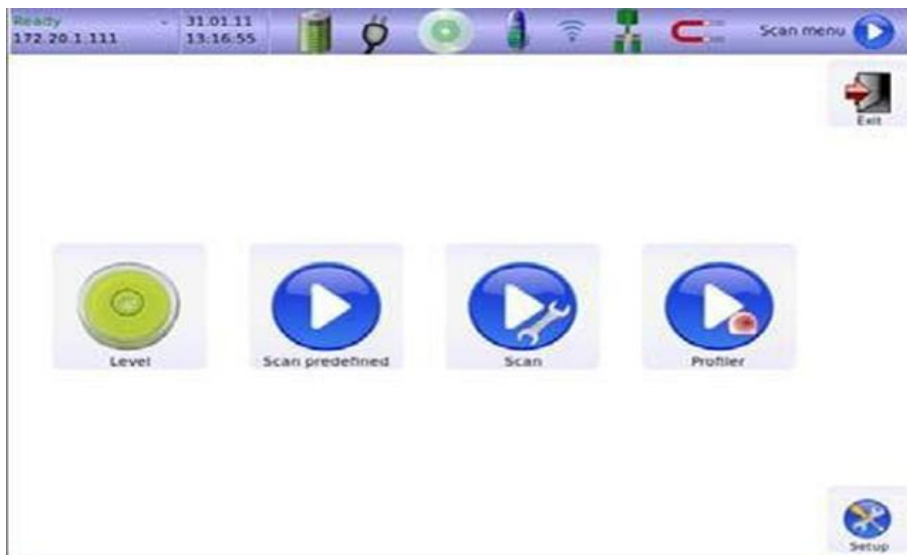 Ready
172.20.1.111
31.01.11
13:16:55
Scan menu
Exit
Level
Scan predefined
Scan
Profiler
Setup